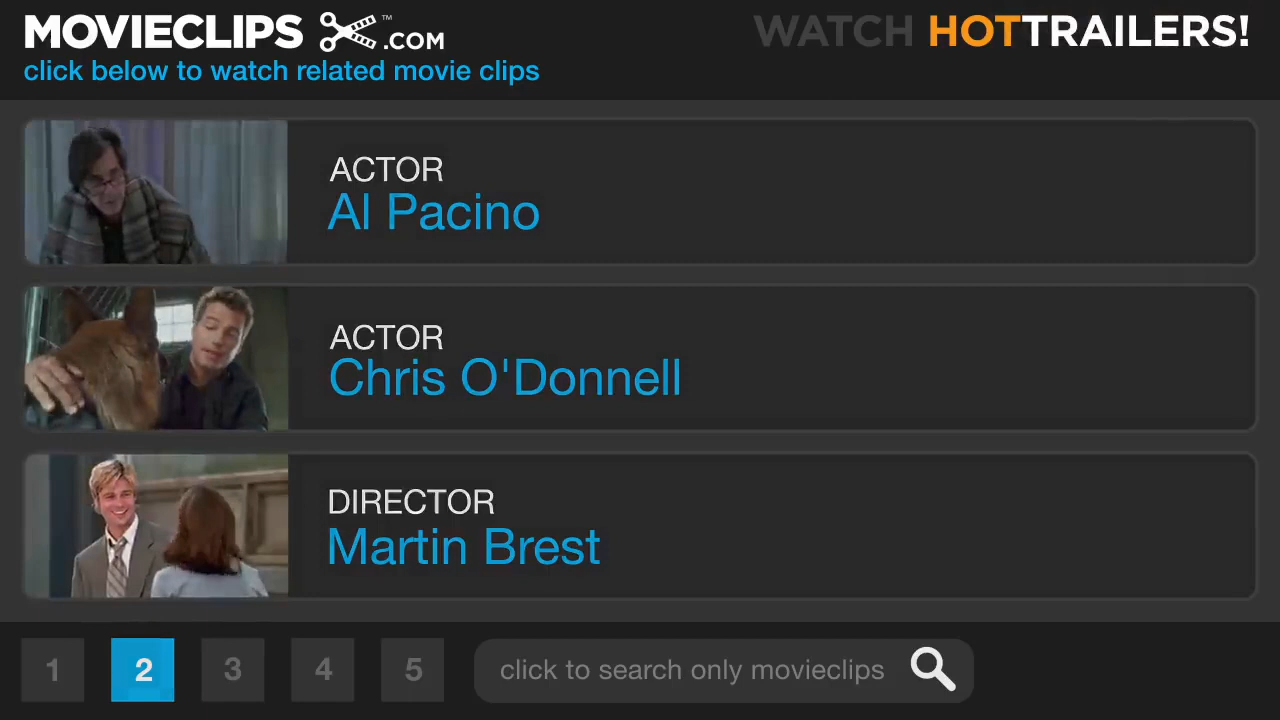 MOVIECLIPS ™ .COM
WATCH HOTTRAILERS!
click below to watch related movie clips
ACTOR
Al Pacino
ACTOR
Chris O'Donnell
DIRECTOR
Martin Brest
1 2 3 4 5 click to search only movieclips